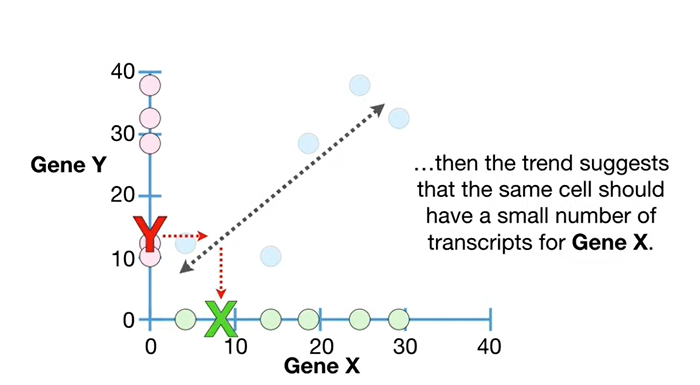 40
30
20
10
0
Gene Y
Y
X
0
10
20
30
40
Gene X
…then the trend suggests
that the same cell should
have a small number of
transcripts for Gene X.